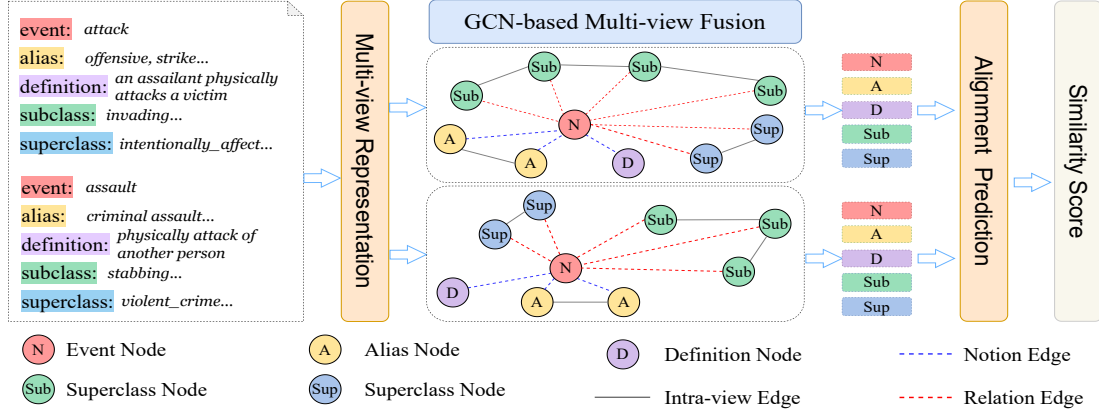 event: attack
alias: offensive, strike...
definition: an assailant physically
attacks a victim
subclass: invading...
superclass: intentionally_affect...
event: assault
alias: criminal assault...
definition: physically attack of
another person
subclass: stabbing...
superclass: violent_crime...
Multi-view Representation
GCN-based Multi-view Fusion
Sub
Sub
Sub
Sub
N
A
A
D
Sup
Sup
Sup
Sup
Sub
Sub
Sub
N
D
A
A
N
A
D
Sub
Sup
N
A
D
Sub
Sup
Alignment Prediction
Similarity Score
N Event Node
A Alias Node
D Definition Node
Notion Edge
Sub Superclass Node
Sup Superclass Node
Intra-view Edge
Relation Edge